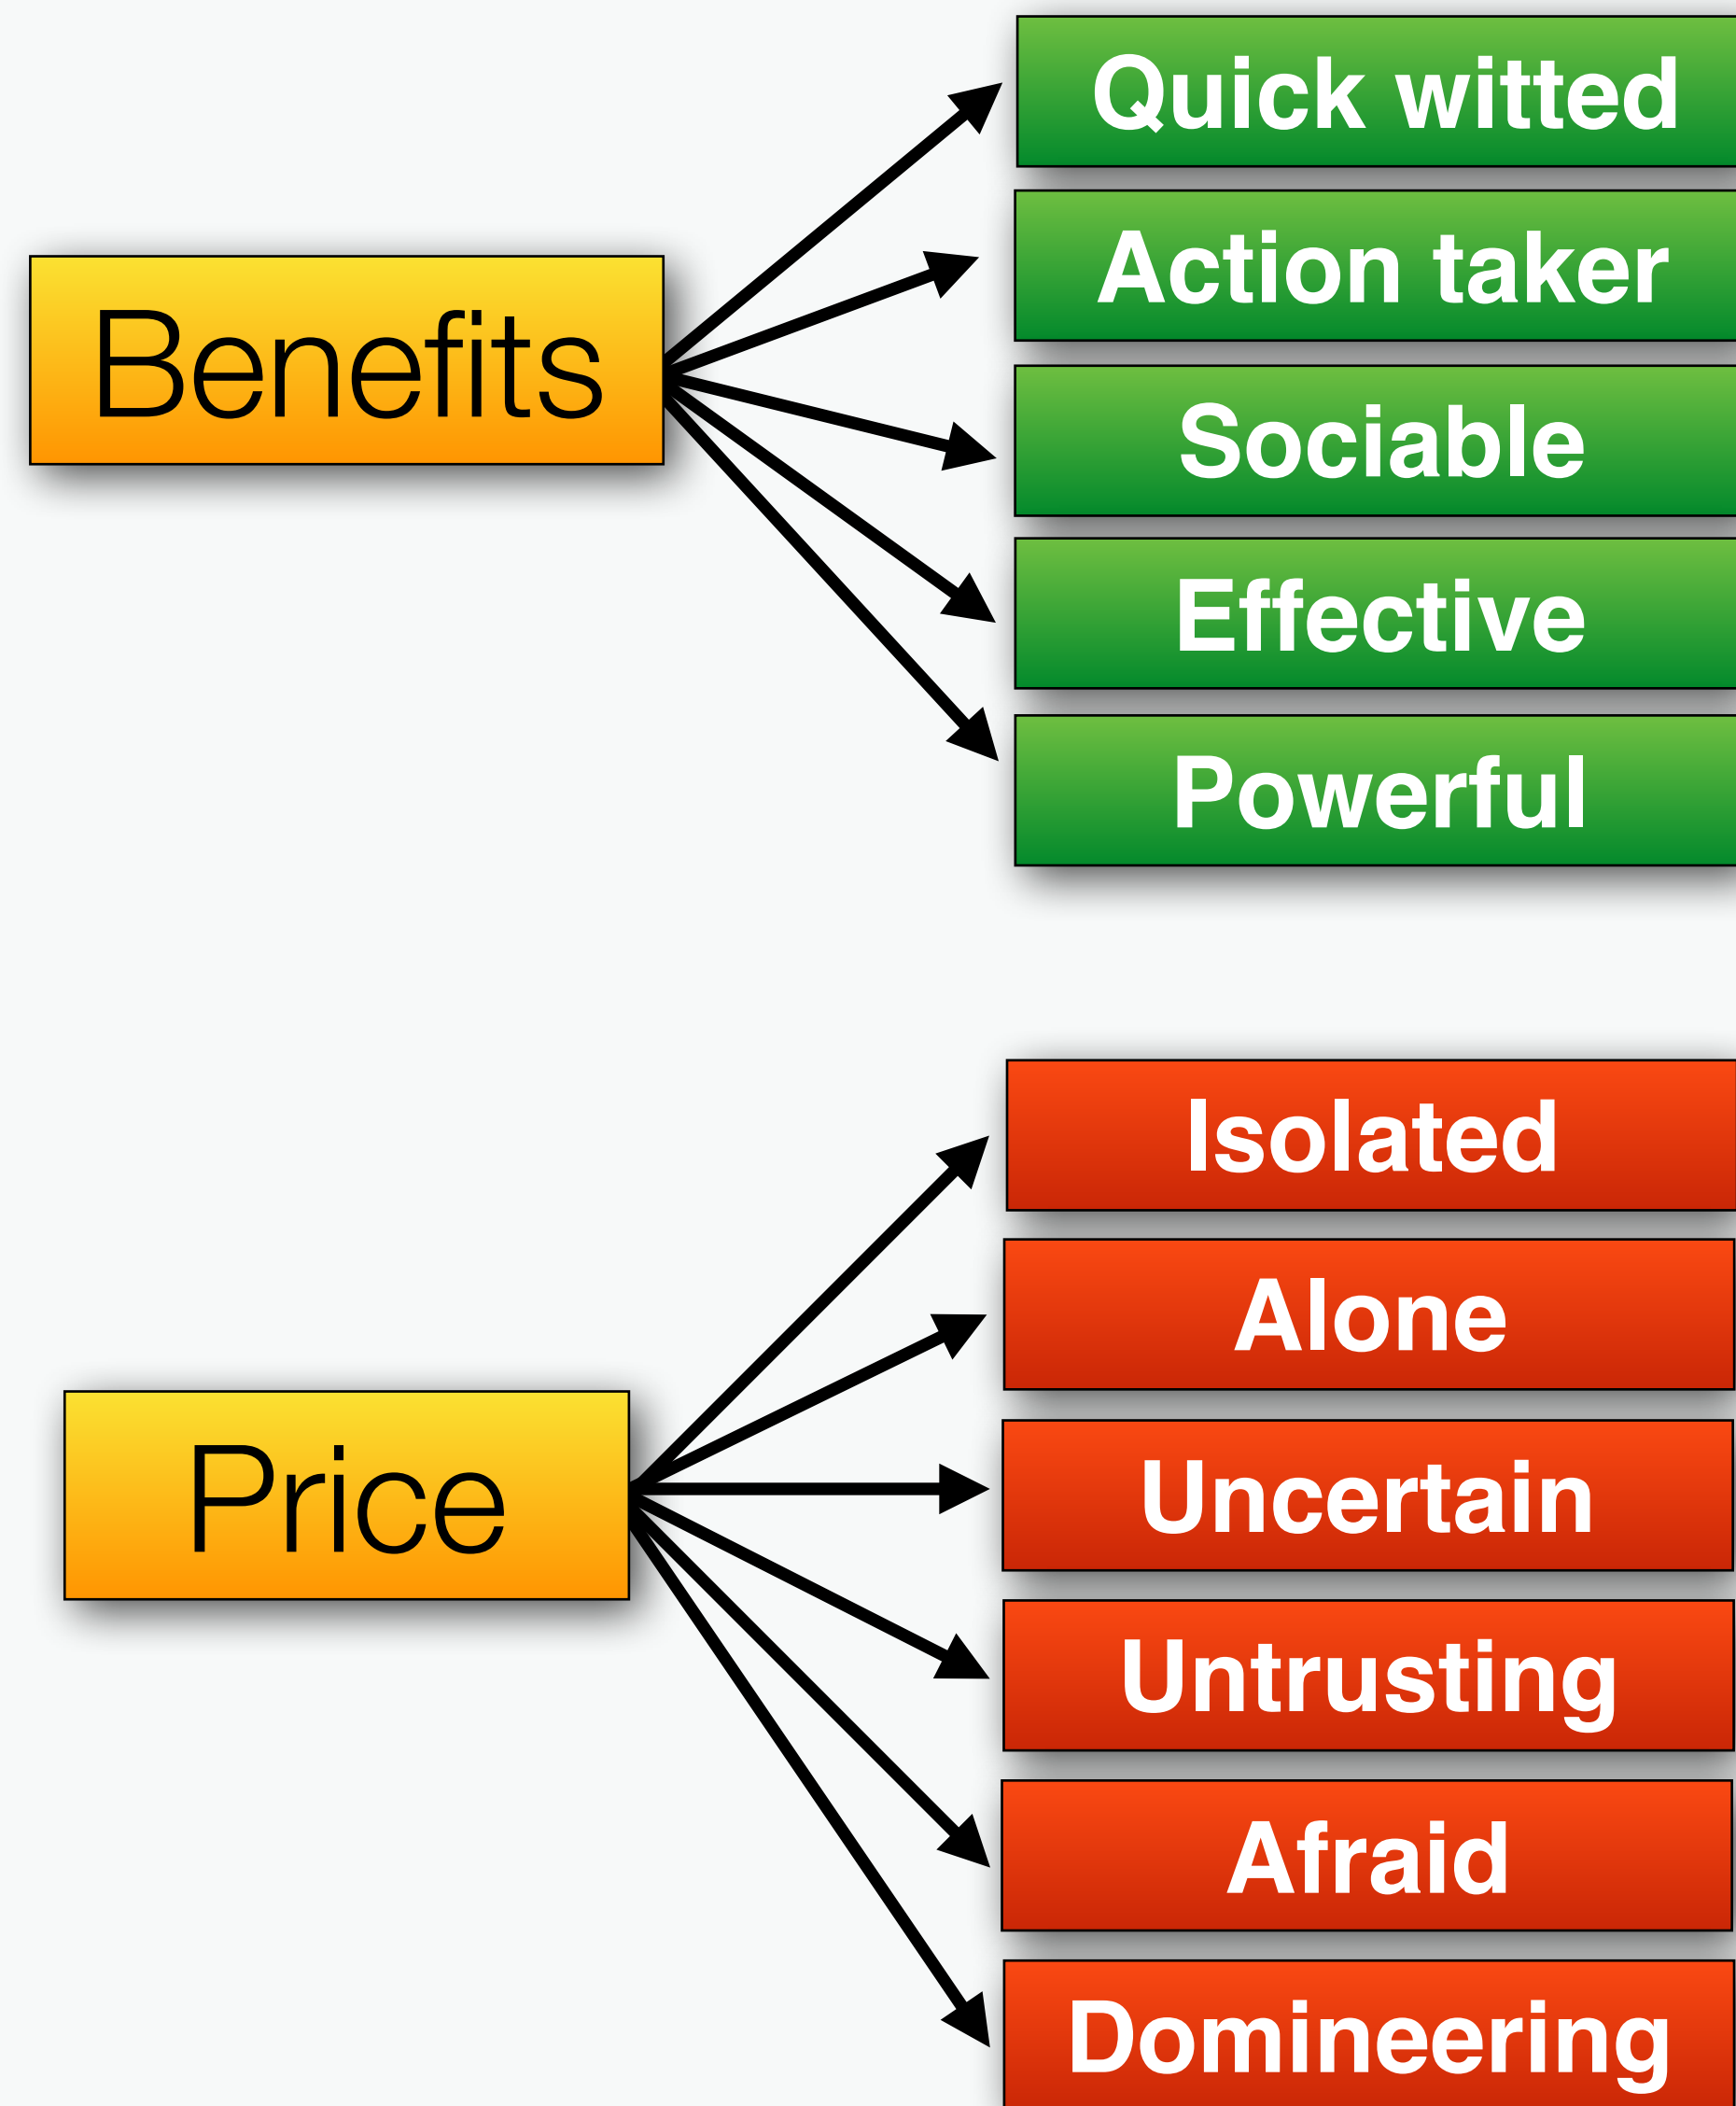 Benefits
Quick witted
Action taker
Sociable
Effective
Powerful
Price
Isolated
Alone
Uncertain
Untrusting
Afraid
Domineering